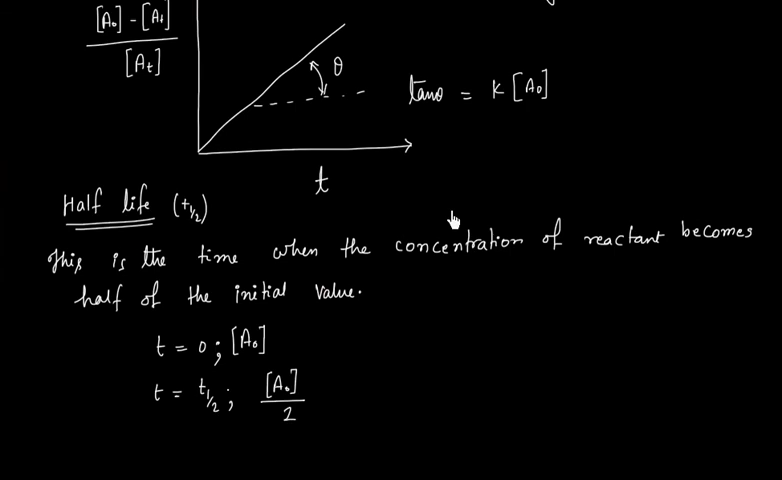 [A₀] - [Aₜ]
[Aₜ]
θ
tanθ = K[A₀]
t
Half life (t₁/₂)
This is the time when the concentration of reactant becomes
half of the initial value.
t = 0 ; [A₀]
t = t₁/₂ ; [A₀]
2